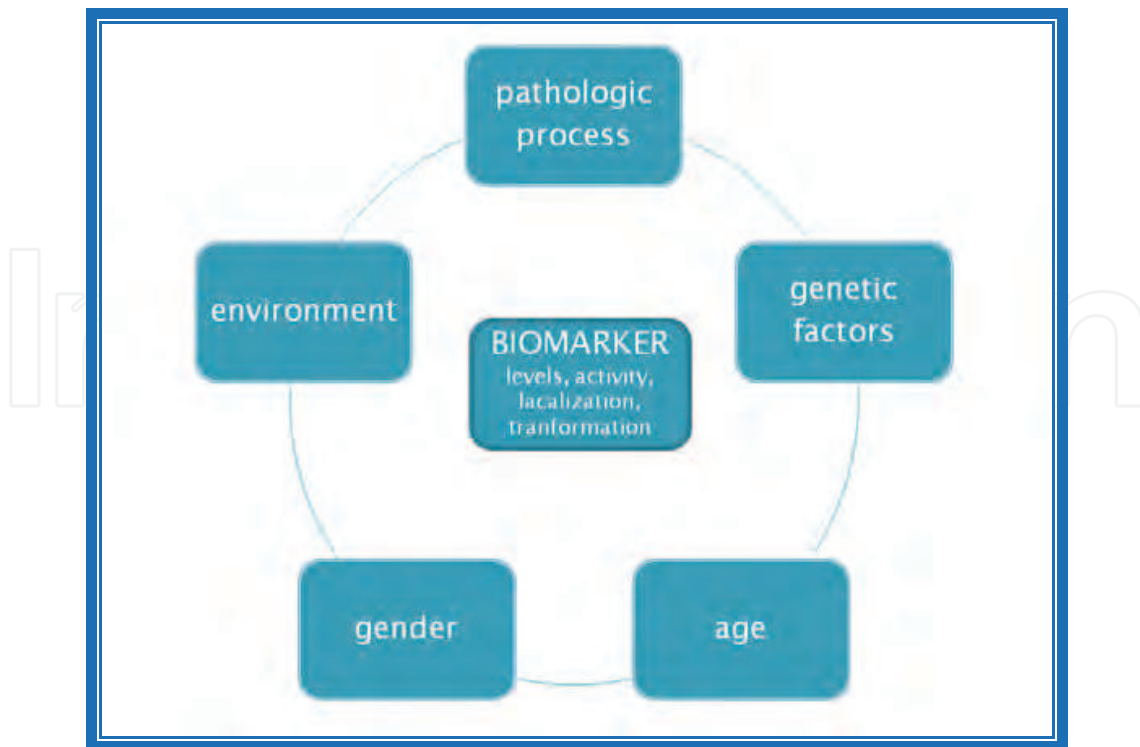 pathologic
process
environment
genetic
factors
BIOMARKER
levels, activity,
lacalization,
tranformation
gender
age